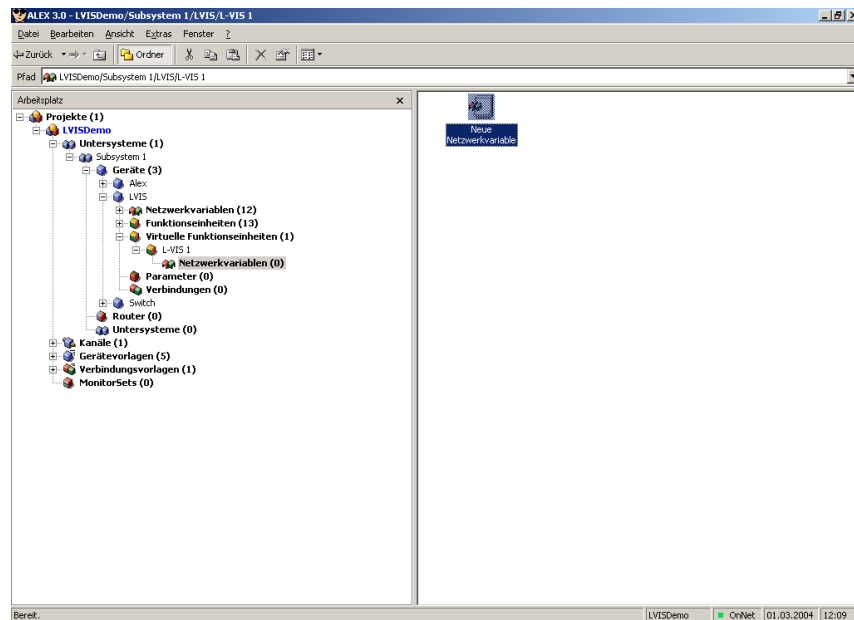 ALEX 3.0 - LVISDemo/Subsystem 1/LVIS/L-VIS 1
Datei Bearbeiten Ansicht Extras Fenster ?
Zurück Ordner
Pfad LVISDemo/Subsystem 1/LVIS/L-VIS 1
Arbeitsplatz
Projekte (1)
LVISDemo
Untersysteme (1)
Subsystem 1
Geräte (3)
Alex
LVIS
Netzwerkvariablen (12)
Funktionseinheiten (13)
Virtuelle Funktionseinheiten (1)
L-VIS 1
Netzwerkvariablen (0)
Parameter (0)
Verbindungen (0)
Switch
Router (0)
Untersysteme (0)
Kanäle (1)
Gerätevorlagen (5)
Verbindungsvorlagen (1)
MonitorSets (0)
Neue
Netzwerkvariable
Bereit. LVISDemo OnNet 01.03.2004 12:09